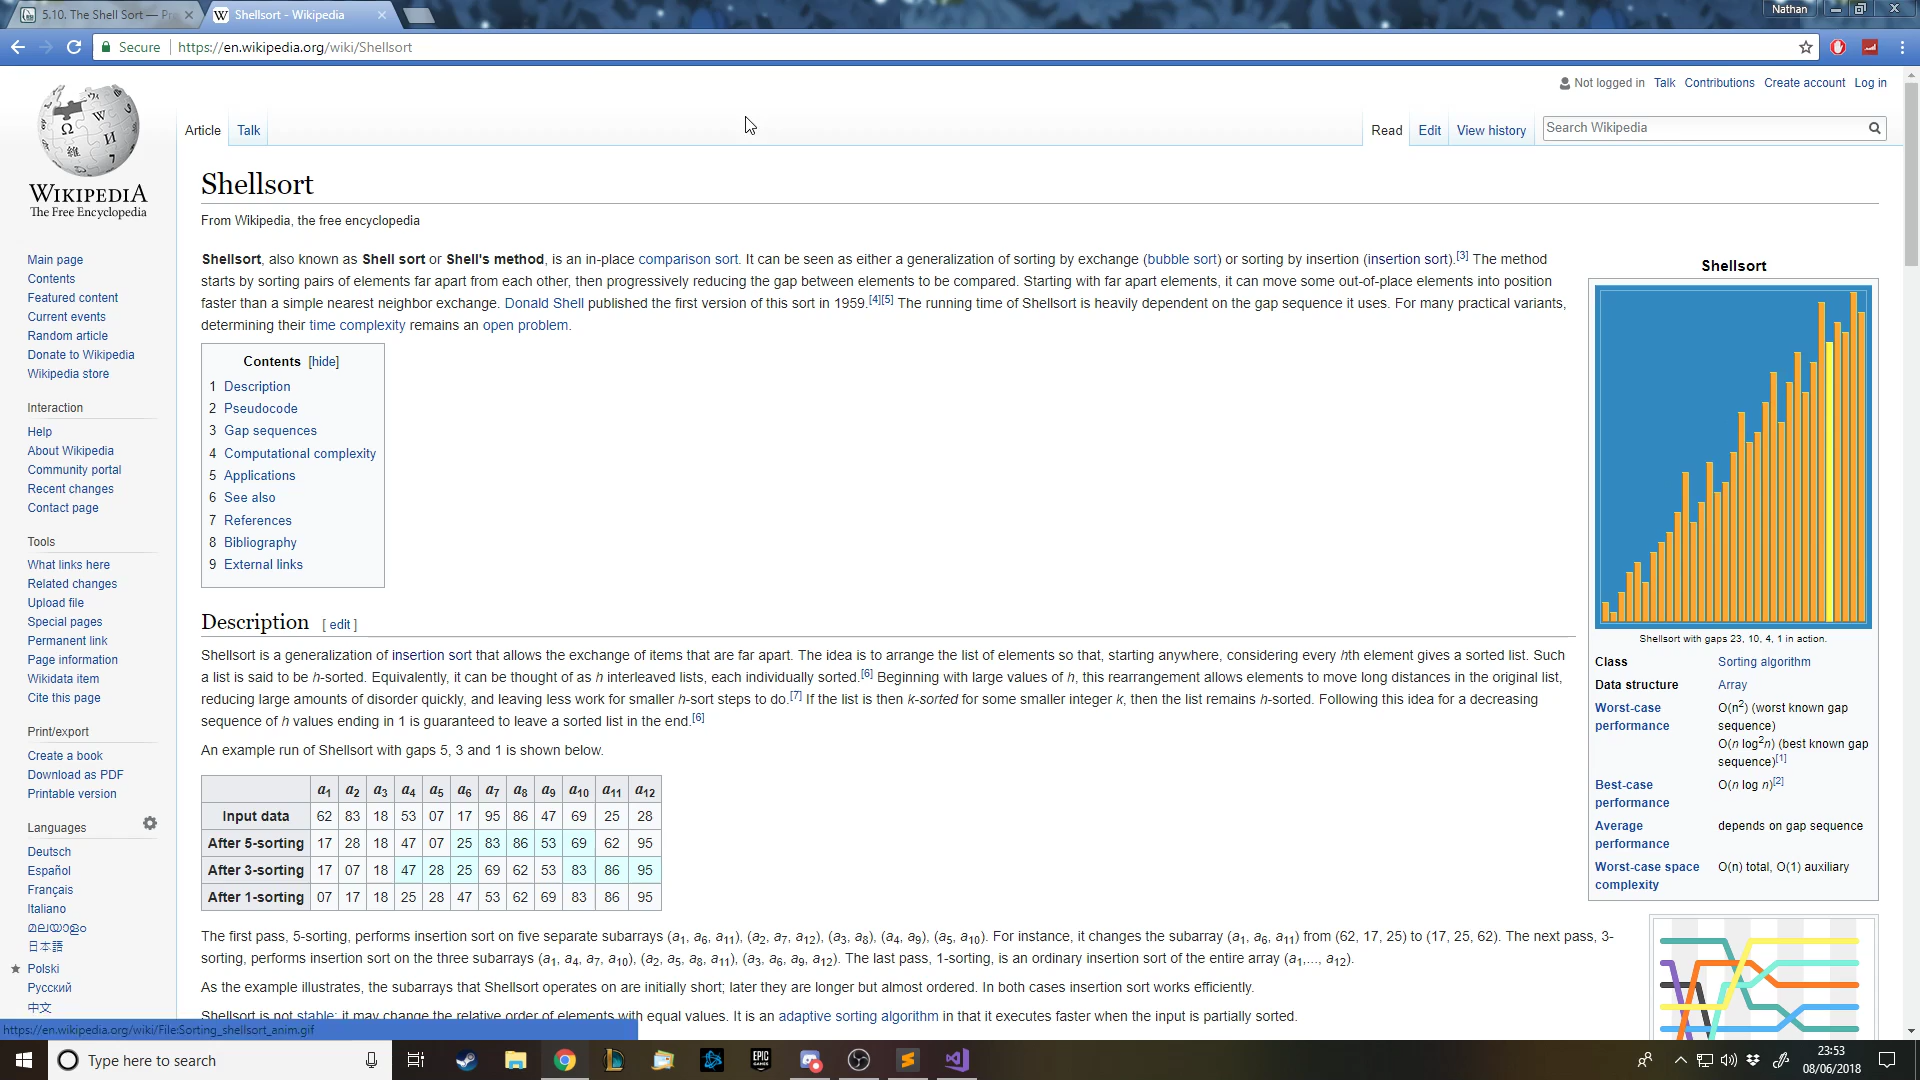 5.10. The Shell Sort — Pr
Shellsort - Wikipedia
Nathan
Secure
https://en.wikipedia.org/wiki/Shellsort
Not logged in Talk Contributions Create account Log in
Article Talk
Read Edit View history
Search Wikipedia
WIKIPEDIA
The Free Encyclopedia
Main page
Contents
Featured content
Current events
Random article
Donate to Wikipedia
Wikipedia store
Interaction
Help
About Wikipedia
Community portal
Recent changes
Contact page
Tools
What links here
Related changes
Upload file
Special pages
Permanent link
Page information
Wikidata item
Cite this page
Print/export
Create a book
Download as PDF
Printable version
Languages
Deutsch
Español
Français
Italiano
മലയാളം
日本語
Polski
Русский
中文
Shellsort
From Wikipedia, the free encyclopedia
Shellsort, also known as Shell sort or Shell's method, is an in-place comparison sort. It can be seen as either a generalization of sorting by exchange (bubble sort) or sorting by insertion (insertion sort).[3] The method
starts by sorting pairs of elements far apart from each other, then progressively reducing the gap between elements to be compared. Starting with far apart elements, it can move some out-of-place elements into position
faster than a simple nearest neighbor exchange. Donald Shell published the first version of this sort in 1959.[4][5] The running time of Shellsort is heavily dependent on the gap sequence it uses. For many practical variants,
determining their time complexity remains an open problem.
Contents [hide]
1 Description
2 Pseudocode
3 Gap sequences
4 Computational complexity
5 Applications
6 See also
7 References
8 Bibliography
9 External links
Description [ edit ]
Shellsort is a generalization of insertion sort that allows the exchange of items that are far apart. The idea is to arrange the list of elements so that, starting anywhere, considering every hth element gives a sorted list. Such
a list is said to be h-sorted. Equivalently, it can be thought of as h interleaved lists, each individually sorted.[6] Beginning with large values of h, this rearrangement allows elements to move long distances in the original list,
reducing large amounts of disorder quickly, and leaving less work for smaller h-sort steps to do.[7] If the list is then k-sorted for some smaller integer k, then the list remains h-sorted. Following this idea for a decreasing
sequence of h values ending in 1 is guaranteed to leave a sorted list in the end.[6]
An example run of Shellsort with gaps 5, 3 and 1 is shown below.
a1 a2 a3 a4 a5 a6 a7 a8 a9 a10 a11 a12
Input data 62 83 18 53 07 17 95 86 47 69 25 28
After 5-sorting 17 28 18 47 07 25 83 86 53 69 62 95
After 3-sorting 17 07 18 47 28 25 69 62 53 83 86 95
After 1-sorting 07 17 18 25 28 47 53 62 69 83 86 95
The first pass, 5-sorting, performs insertion sort on five separate subarrays (a1, a6, a11), (a2, a7, a12), (a3, a8), (a4, a9), (a5, a10). For instance, it changes the subarray (a1, a6, a11) from (62, 17, 25) to (17, 25, 62). The next pass, 3-
sorting, performs insertion sort on the three subarrays (a1, a4, a7, a10), (a2, a5, a8, a11), (a3, a6, a9, a12). The last pass, 1-sorting, is an ordinary insertion sort of the entire array (a1,..., a12).
As the example illustrates, the subarrays that Shellsort operates on are initially short; later they are longer but almost ordered. In both cases insertion sort works efficiently.
Shellsort is not stable: it may change the relative order of elements with equal values. It is an adaptive sorting algorithm in that it executes faster when the input is partially sorted.
Shellsort
Shellsort with gaps 23, 10, 4, 1 in action.
Class Sorting algorithm
Data structure Array
Worst-case performance O(n2) (worst known gap sequence)
O(n log2n) (best known gap sequence)[1]
Best-case performance O(n log n)[2]
Average performance depends on gap sequence
Worst-case space complexity O(n) total, O(1) auxiliary
https://en.wikipedia.org/wiki/File:Sorting_shellsort_anim.gif
Type here to search
EPIC GAMES
23:53
08/06/2018